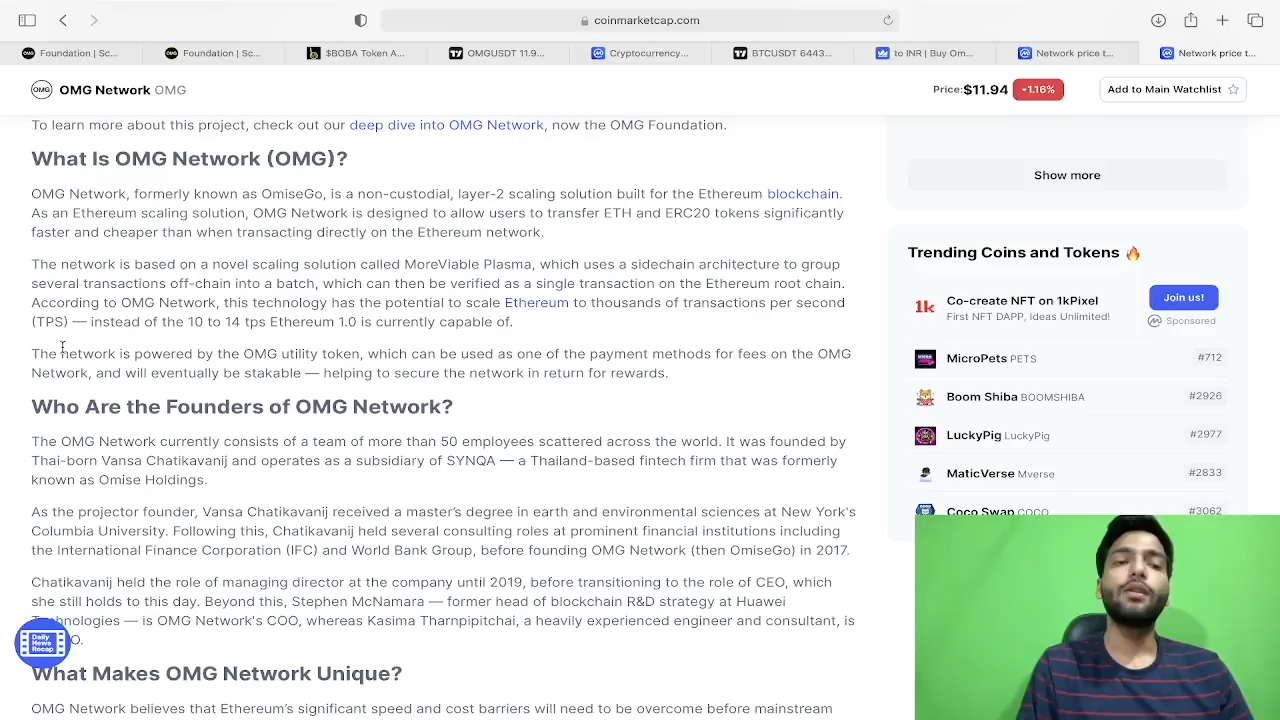 coinmarketcap.com
Foundation | Sc...
Foundation | Sc...
$BOBA Token A...
OMGUSDT 11.9...
Cryptocurrency...
BTCUSDT 6443...
to INR | Buy Om...
Network price t...
Network price t...
OMG
OMG Network OMG
Price: $11.94
1.16%
Add to Main Watchlist
To learn more about this project, check out our deep dive into OMG Network, now the OMG Foundation.
What Is OMG Network (OMG)?
OMG Network, formerly known as OmiseGo, is a non-custodial, layer-2 scaling solution built for the Ethereum blockchain.
As an Ethereum scaling solution, OMG Network is designed to allow users to transfer ETH and ERC20 tokens significantly
faster and cheaper than when transacting directly on the Ethereum network.
The network is based on a novel scaling solution called MoreViable Plasma, which uses a sidechain architecture to group
several transactions off-chain into a batch, which can then be verified as a single transaction on the Ethereum root chain.
According to OMG Network, this technology has the potential to scale Ethereum to thousands of transactions per second
(TPS) — instead of the 10 to 14 tps Ethereum 1.0 is currently capable of.
The network is powered by the OMG utility token, which can be used as one of the payment methods for fees on the OMG
Network, and will eventually be stakable — helping to secure the network in return for rewards.
Who Are the Founders of OMG Network?
The OMG Network currently consists of a team of more than 50 employees scattered across the world. It was founded by
Thai-born Vansa Chatikavanij and operates as a subsidiary of SYNQA — a Thailand-based fintech firm that was formerly
known as Omise Holdings.
As the projector founder, Vansa Chatikavanij received a master's degree in earth and environmental sciences at New York's
Columbia University. Following this, Chatikavanij held several consulting roles at prominent financial institutions including
the International Finance Corporation (IFC) and World Bank Group, before founding OMG Network (then OmiseGo) in 2017.
Chatikavanij held the role of managing director at the company until 2019, before transitioning to the role of CEO, which
she still holds to this day. Beyond this, Stephen McNamara — former head of blockchain R&D strategy at Huawei
Technologies — is OMG Network's COO, whereas Kasima Tharnpipitchai, a heavily experienced engineer and consultant, is
Daily
News
Recap
What Makes OMG Network Unique?
OMG Network believes that Ethereum's significant speed and cost barriers will need to be overcome before mainstream
Show more
Trending Coins and Tokens
1k
Co-create NFT on 1kPixel
First NFT DAPP, Ideas Unlimited!
Join us!
Sponsored
MicroPets PETS
#712
Boom Shiba BOOMSHIBA
#2926
LuckyPig LuckyPig
#2977
MaticVerse Mverse
#2833
Coco Swap COCO
#3062